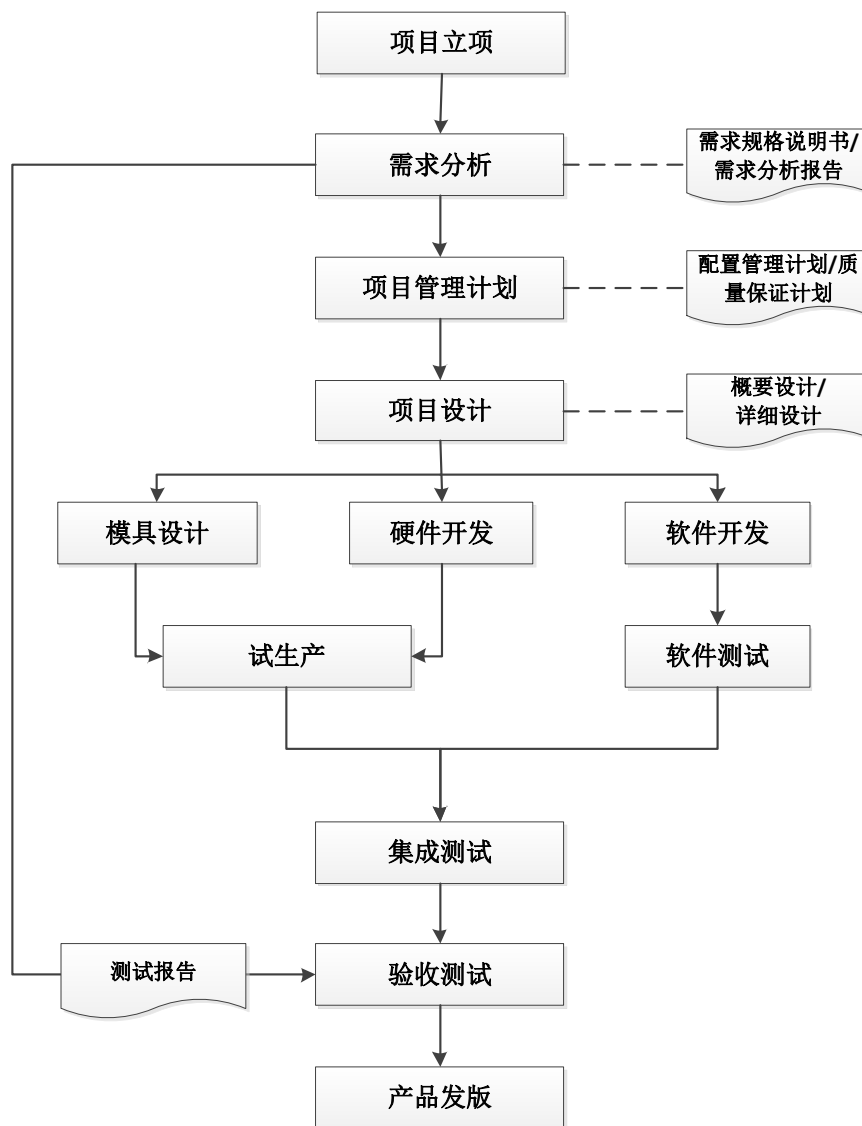 项目立项
需求分析
需求规格说明书/
需求分析报告
项目管理计划
配置管理计划/质
量保证计划
项目设计
概要设计/
详细设计
模具设计
硬件开发
软件开发
试生产
软件测试
集成测试
测试报告
验收测试
产品发版